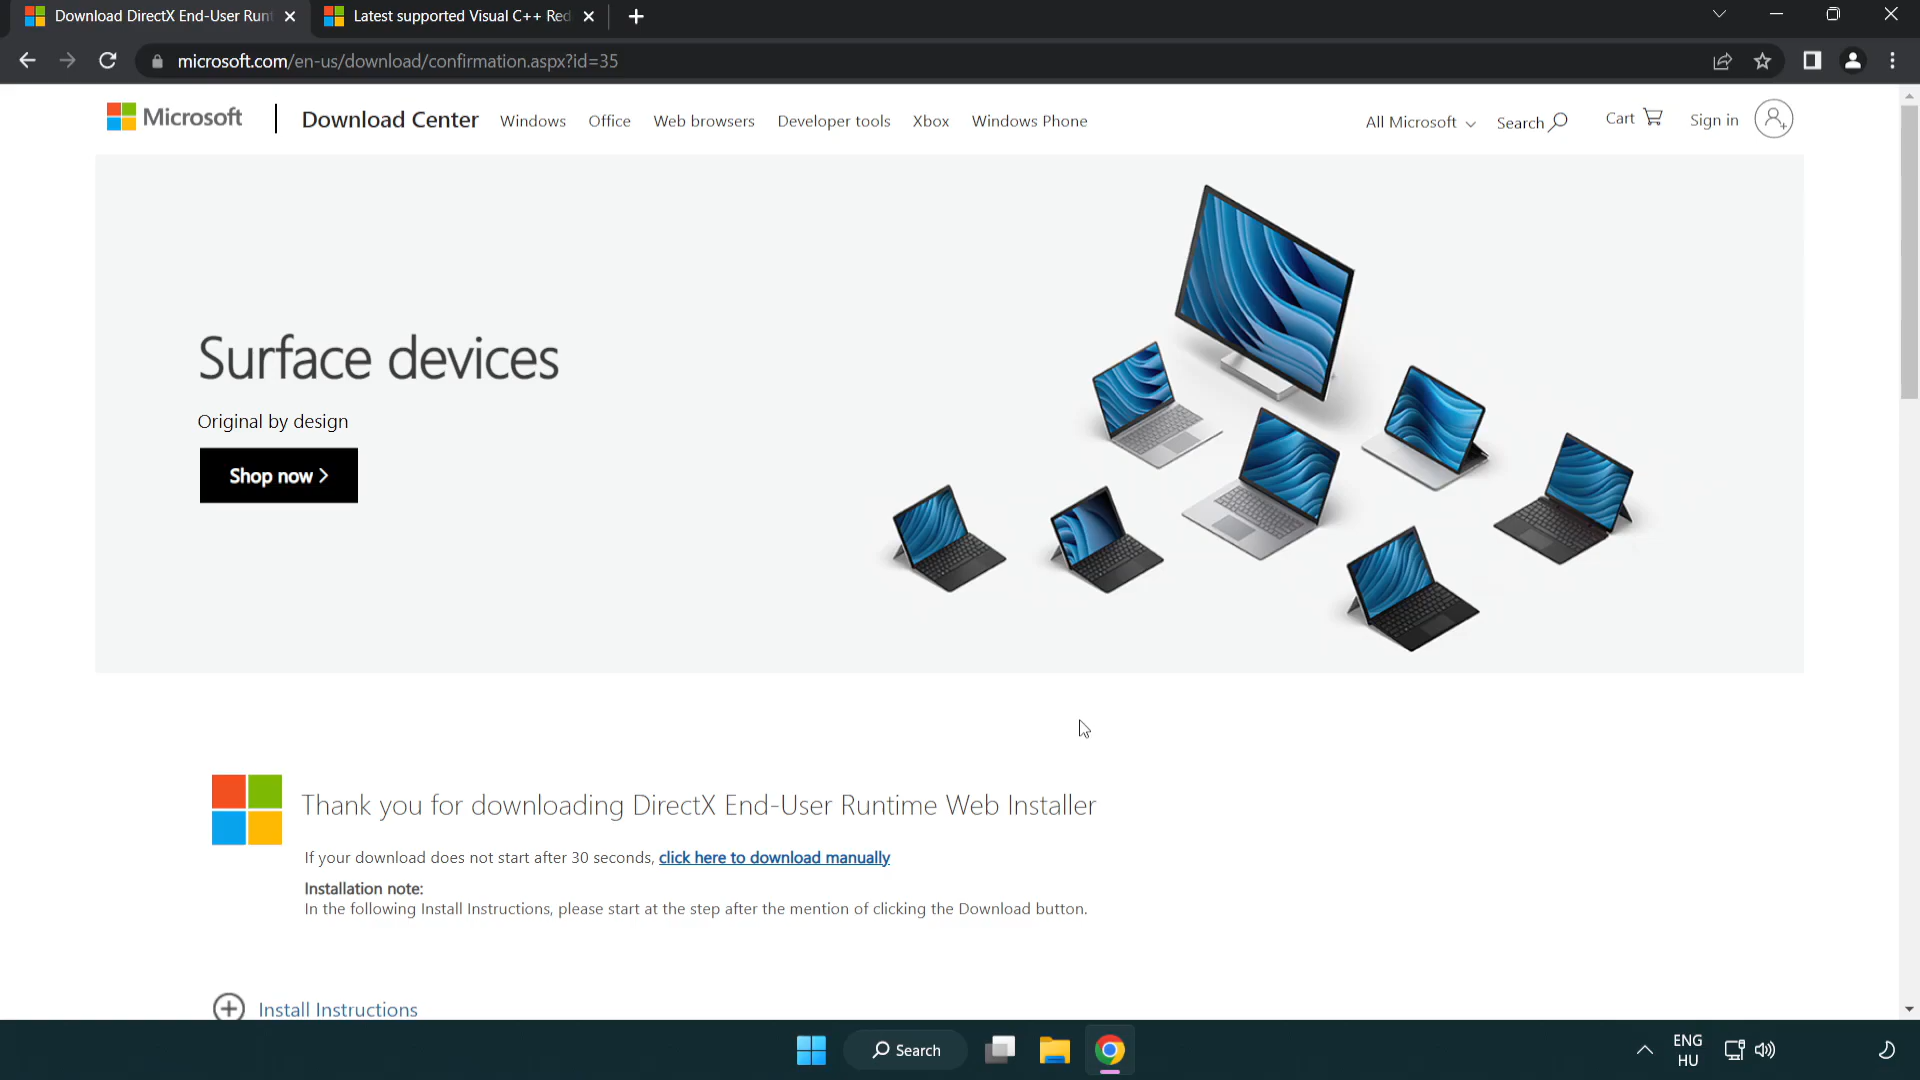 Download DirectX End-User Runt
Latest supported Visual C++ Red
microsoft.com/en-us/download/confirmation.aspx?id=35
Microsoft
Download Center
Windows
Office
Web browsers
Developer tools
Xbox
Windows Phone
All Microsoft
Search
Cart
Sign in
Surface devices
Original by design
Shop now
Thank you for downloading DirectX End-User Runtime Web Installer
If your download does not start after 30 seconds, click here to download manually
Installation note:
In the following Install Instructions, please start at the step after the mention of clicking the Download button.
Install Instructions
Search
ENG
HU